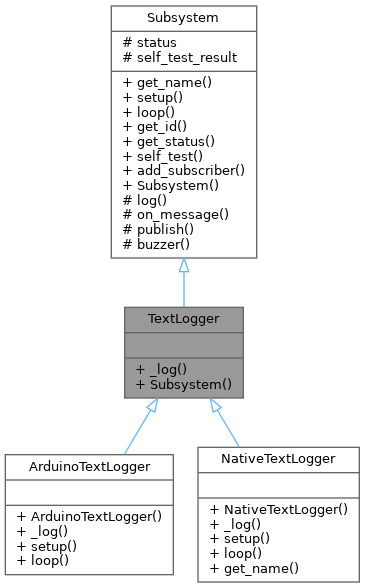 Subsystem
# status
# self_test_result
+ get_name()
+ setup()
+ loop()
+ get_id()
+ get_status()
+ self_test()
+ add_subscriber()
+ Subsystem()
# log()
# on_message()
# publish()
# buzzer()
TextLogger
+ _log()
+ Subsystem()
ArduinoTextLogger
+ ArduinoTextLogger()
+ _log()
+ setup()
+ loop()
NativeTextLogger
+ NativeTextLogger()
+ _log()
+ setup()
+ loop()
+ get_name()